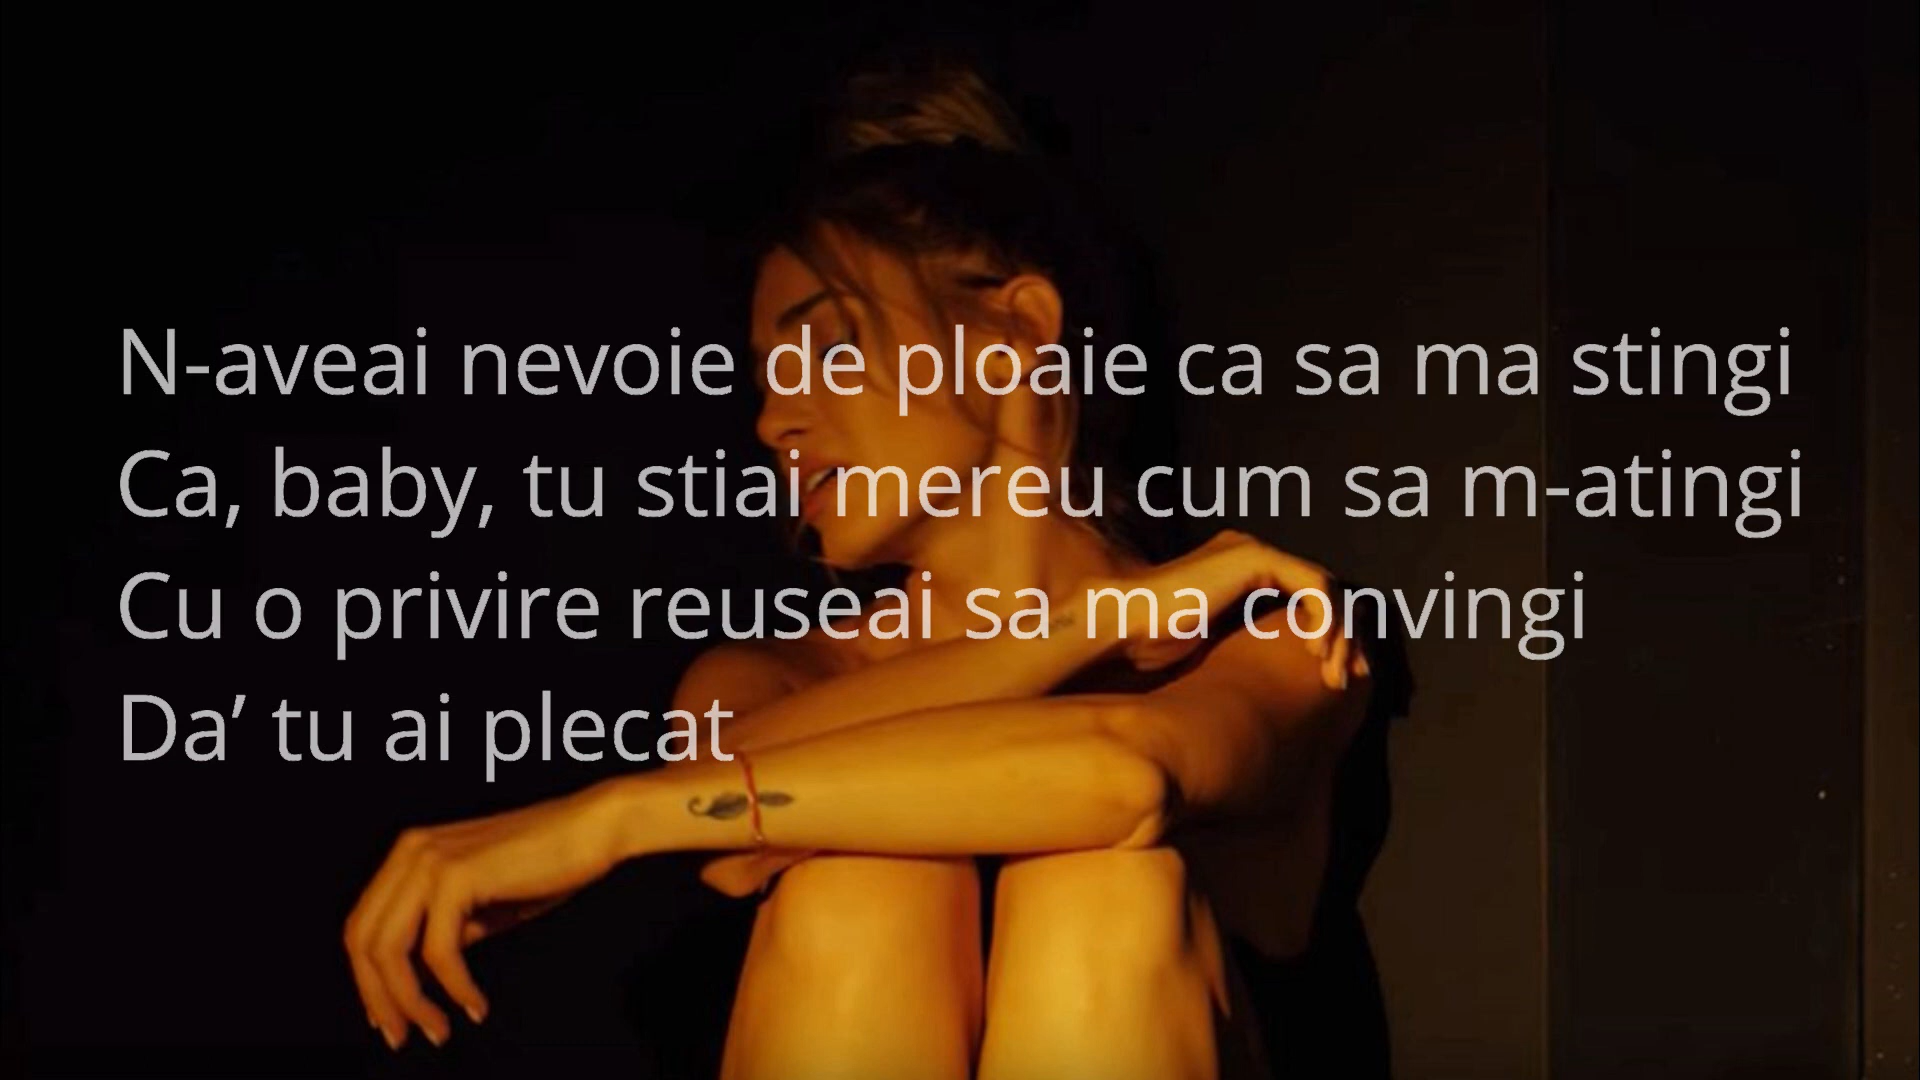 N-aveai nevoie de ploaie ca sa ma stingi
Ca, baby, tu stiai mereu cum sa m-atingi
Cu o privire reuseai sa ma convingi
Da’ tu ai plecat